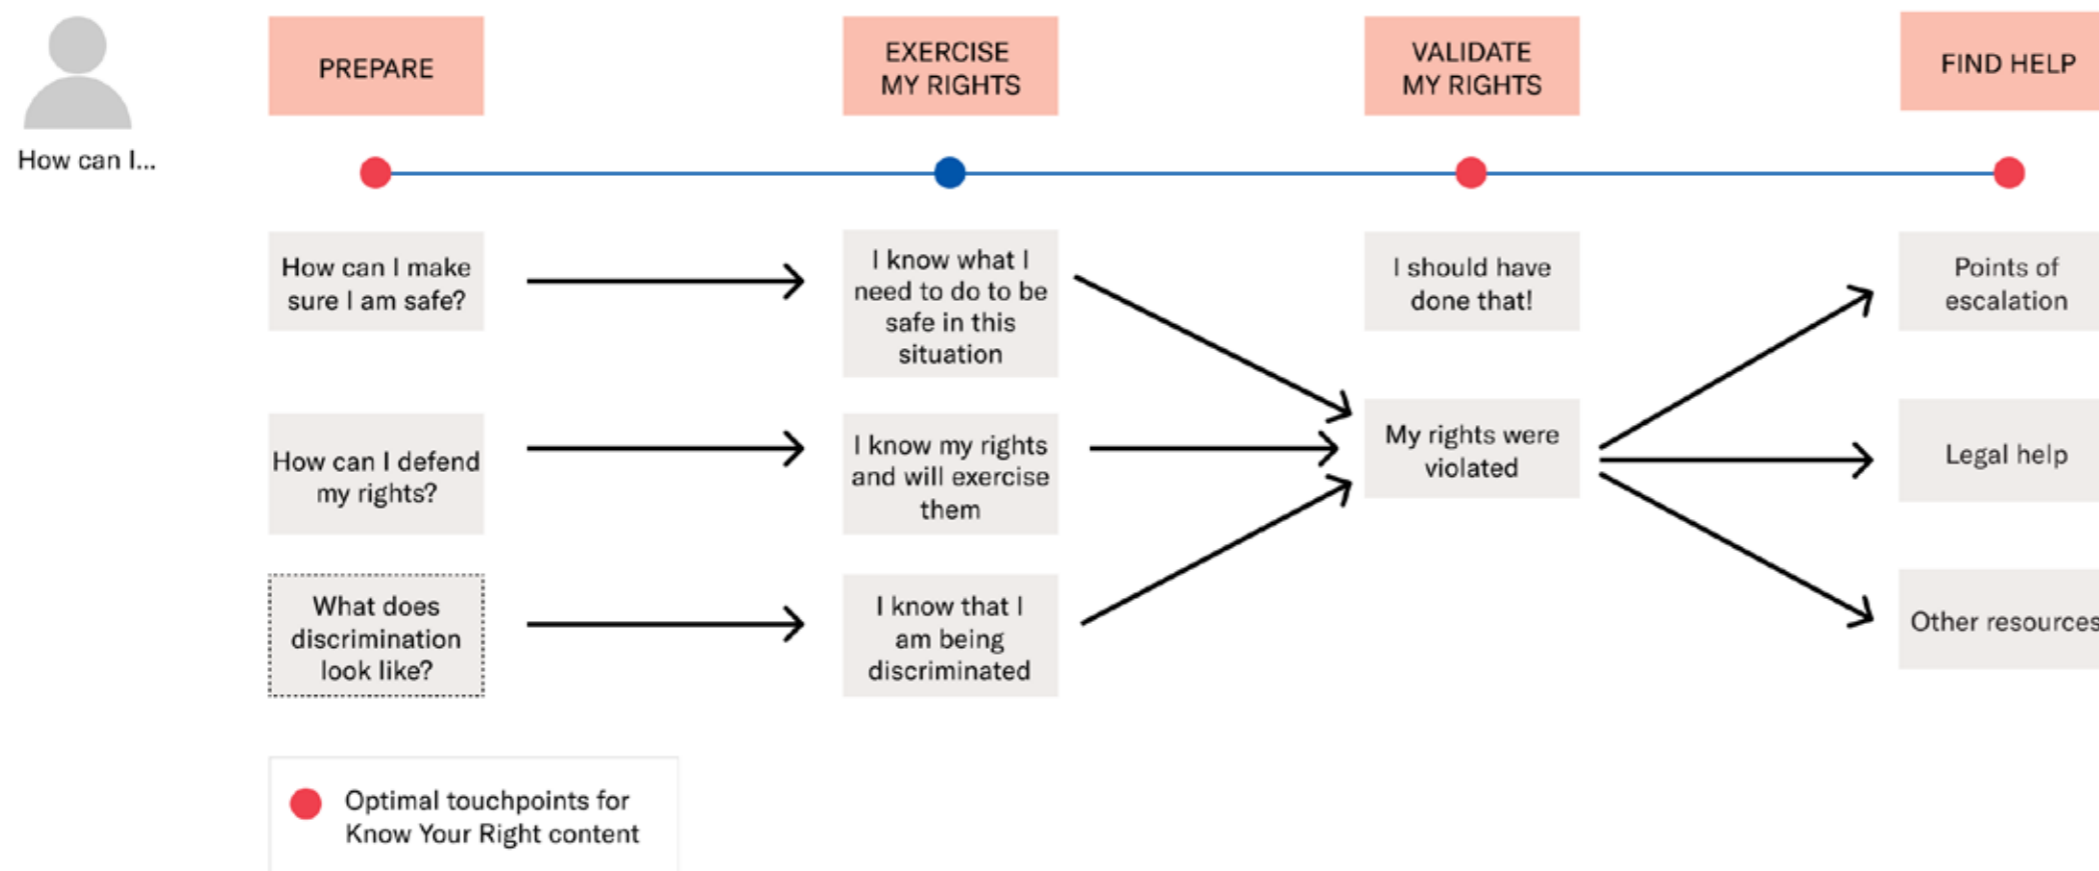 PREPARE
EXERCISE
MY RIGHTS
VALIDATE
MY RIGHTS
FIND HELP
How can I...
How can I make
sure I am safe?
I know what I
need to do to be
safe in this
situation
I should have
done that!
Points of
escalation
How can I defend
my rights?
I know my rights
and will exercise
them
My rights were
violated
Legal help
What does
discrimination
look like?
I know that I
am being
discriminated
Other resources
Optimal touchpoints for
Know Your Right content